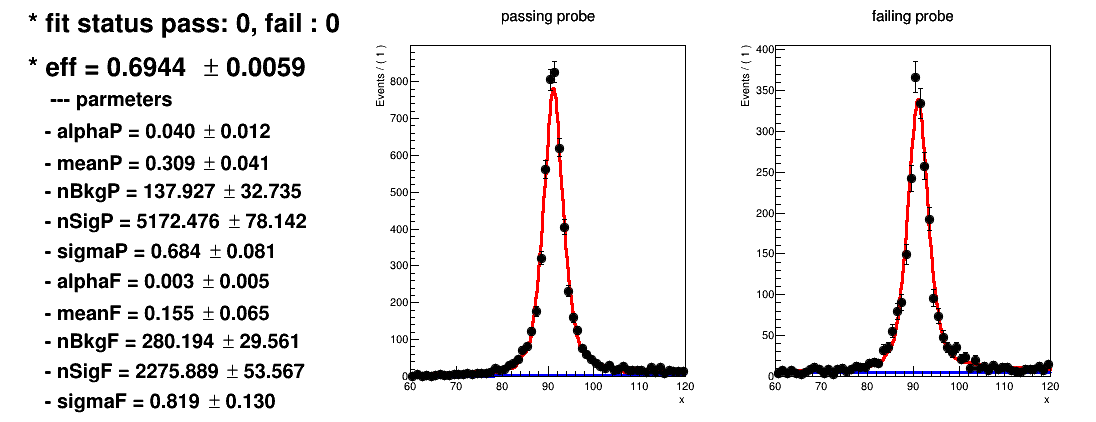 * fit status pass: 0, fail : 0
* eff = 0.6944 ± 0.0059
--- parmeters
- alphaP = 0.040 ± 0.012
- meanP = 0.309 ± 0.041
- nBkgP = 137.927 ± 32.735
- nSigP = 5172.476 ± 78.142
- sigmaP = 0.684 ± 0.081
- alphaF = 0.003 ± 0.005
- meanF = 0.155 ± 0.065
- nBkgF = 280.194 ± 29.561
- nSigF = 2275.889 ± 53.567
- sigmaF = 0.819 ± 0.130
passing probe
Events / ( 1 )
800
700
600
500
400
300
200
100
0
60 70 80 90 100 110 120
x
failing probe
Events / ( 1 )
400
350
300
250
200
150
100
50
0
60 70 80 90 100 110 120
x